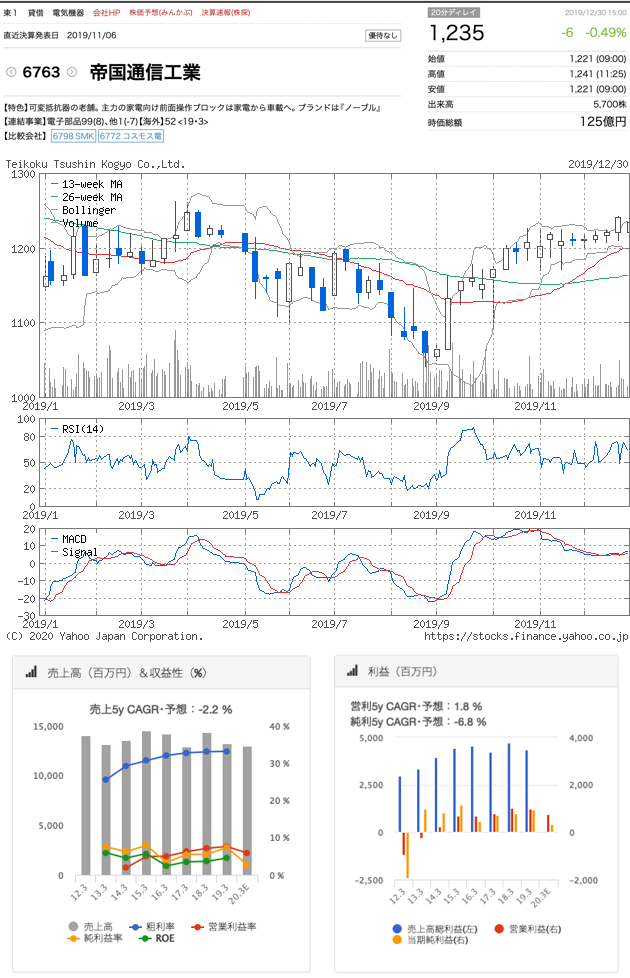 東1 貸借 電気機器 会社HP 株価予想(みんかぶ) 決算速報(株探)
直近決算発表日 2019/11/06 優待なし
6763 帝国通信工業
【特色】可変抵抗器の老舗。主力の家電向け前面操作ブロックは家電から車載へ。ブランドは『ノーブル』
【連結事業】電子部品99(8)、他1(-7)【海外】52 <19・3>
【比較会社】 6798 SMK 6772 コスモス電
20分ディレイ 2019/12/30 15:00
1,235 -6 -0.49%
始値 1,221 (09:00)
高値 1,241 (11:25)
安値 1,221 (09:00)
出来高 5,700株
時価総額 125億円
Teikoku Tsushin Kogyo Co.,Ltd. 2019/12/30
13-week MA
26-week MA
Bollinger
Volume
1300
1200
1100
1000
2019/1 2019/3 2019/5 2019/7 2019/9 2019/11
RSI(14)
100
80
50
20
0
2019/1 2019/3 2019/5 2019/7 2019/9 2019/11
MACD
Signal
20
10
0
-10
-20
-30
2019/1 2019/3 2019/5 2019/7 2019/9 2019/11
(C) 2020 Yahoo Japan Corporation. https://stocks.finance.yahoo.co.jp
売上高（百万円）＆収益性（%）
売上5y CAGR・予想：-2.2 %
15,000
10,000
5,000
0
40 %
30 %
20 %
10 %
0 %
12.3 13.3 14.3 15.3 16.3 17.3 18.3 19.3 20.3E
売上高 粗利率 営業利益率
純利益率 ROE
利益（百万円）
営利5y CAGR・予想：1.8 %
純利5y CAGR・予想：-6.8 %
5,000
2,500
0
-2,500
4,000
2,000
0
-2,000
12.3 13.3 14.3 15.3 16.3 17.3 18.3 19.3 20.3E
売上高総利益(左) 営業利益(右)
当期純利益(右)